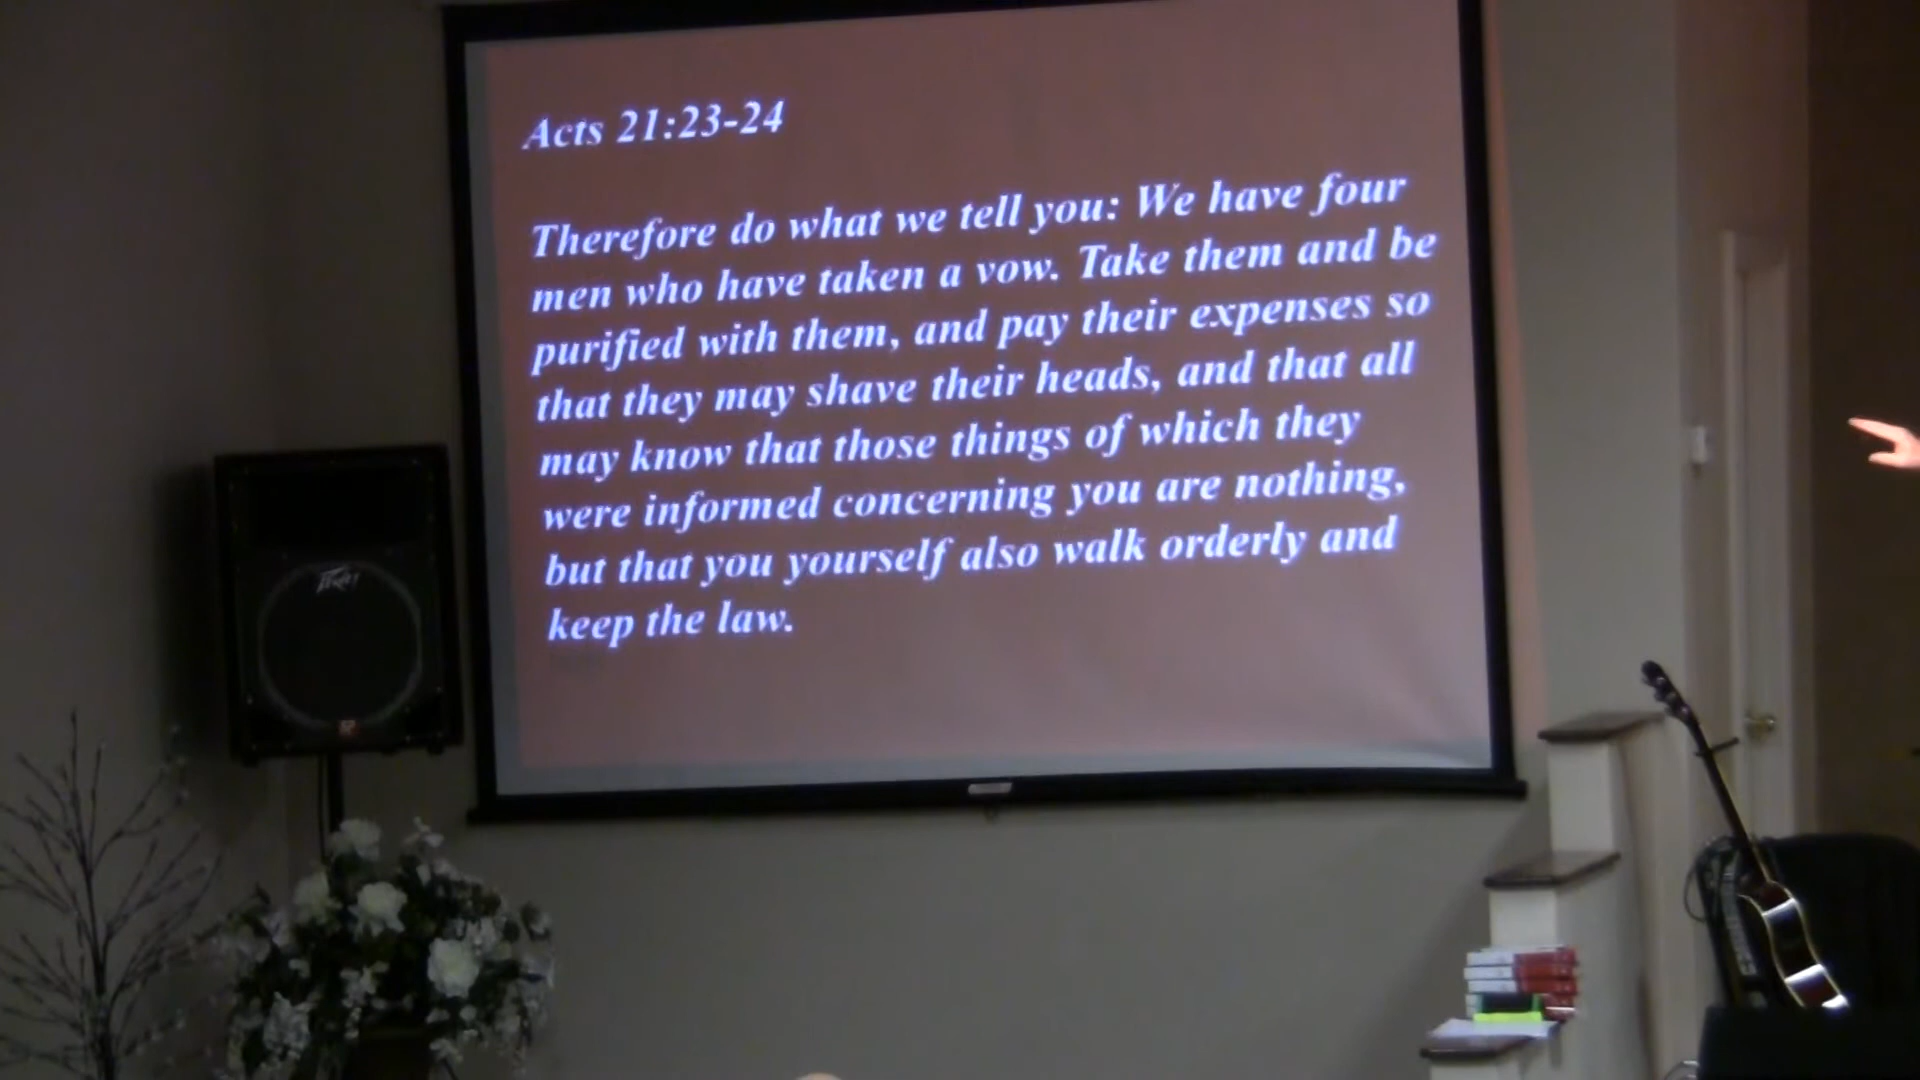 Acts 21:23-24
Therefore do what we tell you: We have four
men who have taken a vow. Take them and be
purified with them, and pay their expenses so
that they may shave their heads, and that all
may know that those things of which they
were informed concerning you are nothing,
but that you yourself also walk orderly and
keep the law.
PEAVEY